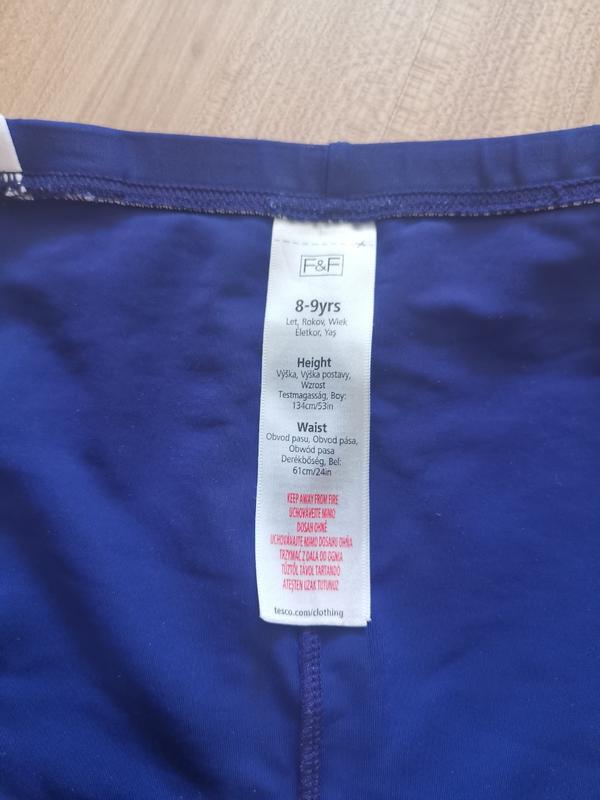 F&F
8-9yrs
Let, Rokov, Wiek
Életkor, Yaş
Height
Výška, Výška postavy,
Wzrost
Testmagasság, Boy:
134cm/53in
Waist
Obvod pasu, Obvod pása,
Obwód pasa
Derékbőség, Bel:
61cm/24in
KEEP AWAY FROM FIRE
UCHOVÁVEJTE MIMO
DOSAH OHNĚ
UCHOVÁVAJTE MIMO DOSAHU OHŇA
TRZYMAĆ Z DALA OD OGNIA
TŰZTŐL TÁVOL TARTANDÓ
ATEŞTEN UZAK TUTUNUZ
tesco.com/clothing